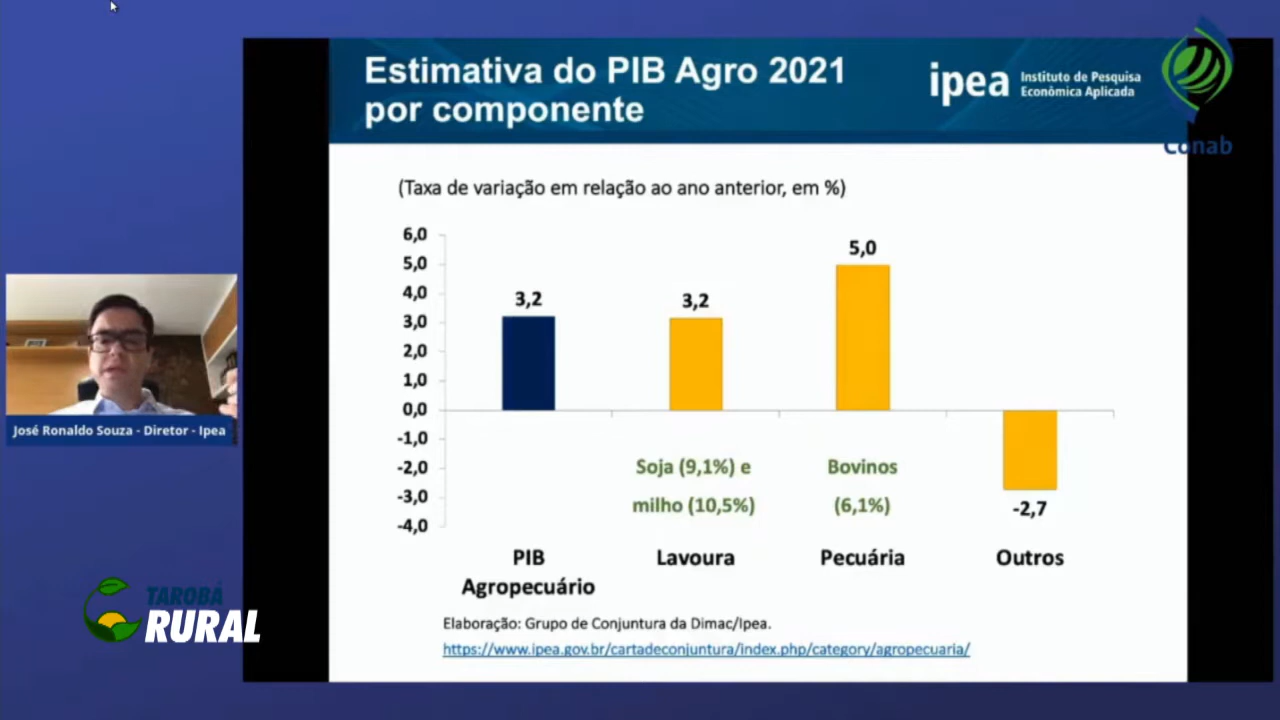 Estimativa do PIB Agro 2021
por componente
ipea
Instituto de Pesquisa
Econômica Aplicada
Conab
(Taxa de variação em relação ao ano anterior, em %)
6,0
5,0
4,0
3,0
2,0
1,0
0,0
-1,0
-2,0
-3,0
-4,0
3,2
3,2
5,0
-2,7
Soja (9,1%) e
milho (10,5%)
Bovinos
(6,1%)
PIB
Agropecuário
Lavoura
Pecuária
Outros
Elaboração: Grupo de Conjuntura da Dimac/Ipea.
https://www.ipea.gov.br/cartadeconjuntura/index.php/category/agropecuaria/
José Ronaldo Souza - Diretor - Ipea
TAROBÁ
RURAL